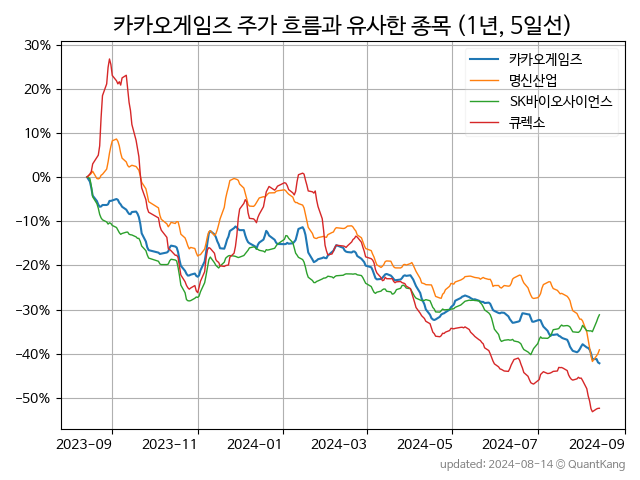 카카오게임즈 주가 흐름과 유사한 종목 (1년, 5일선)
카카오게임즈
명신산업
SK바이오사이언스
큐렉소
30%
20%
10%
0%
−10%
−20%
−30%
−40%
−50%
2023-09 2023-11 2024-01 2024-03 2024-05 2024-07 2024-09
updated: 2024-08-14 © QuantKang